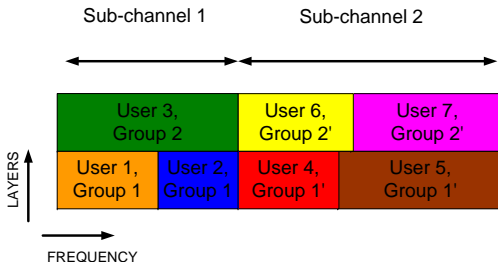 Sub-channel 1
Sub-channel 2
User 3,
Group 2
User 6,
Group 2'
User 7,
Group 2'
User 1,
Group 1
User 2,
Group 1
User 4,
Group 1'
User 5,
Group 1'
LAYERS
FREQUENCY